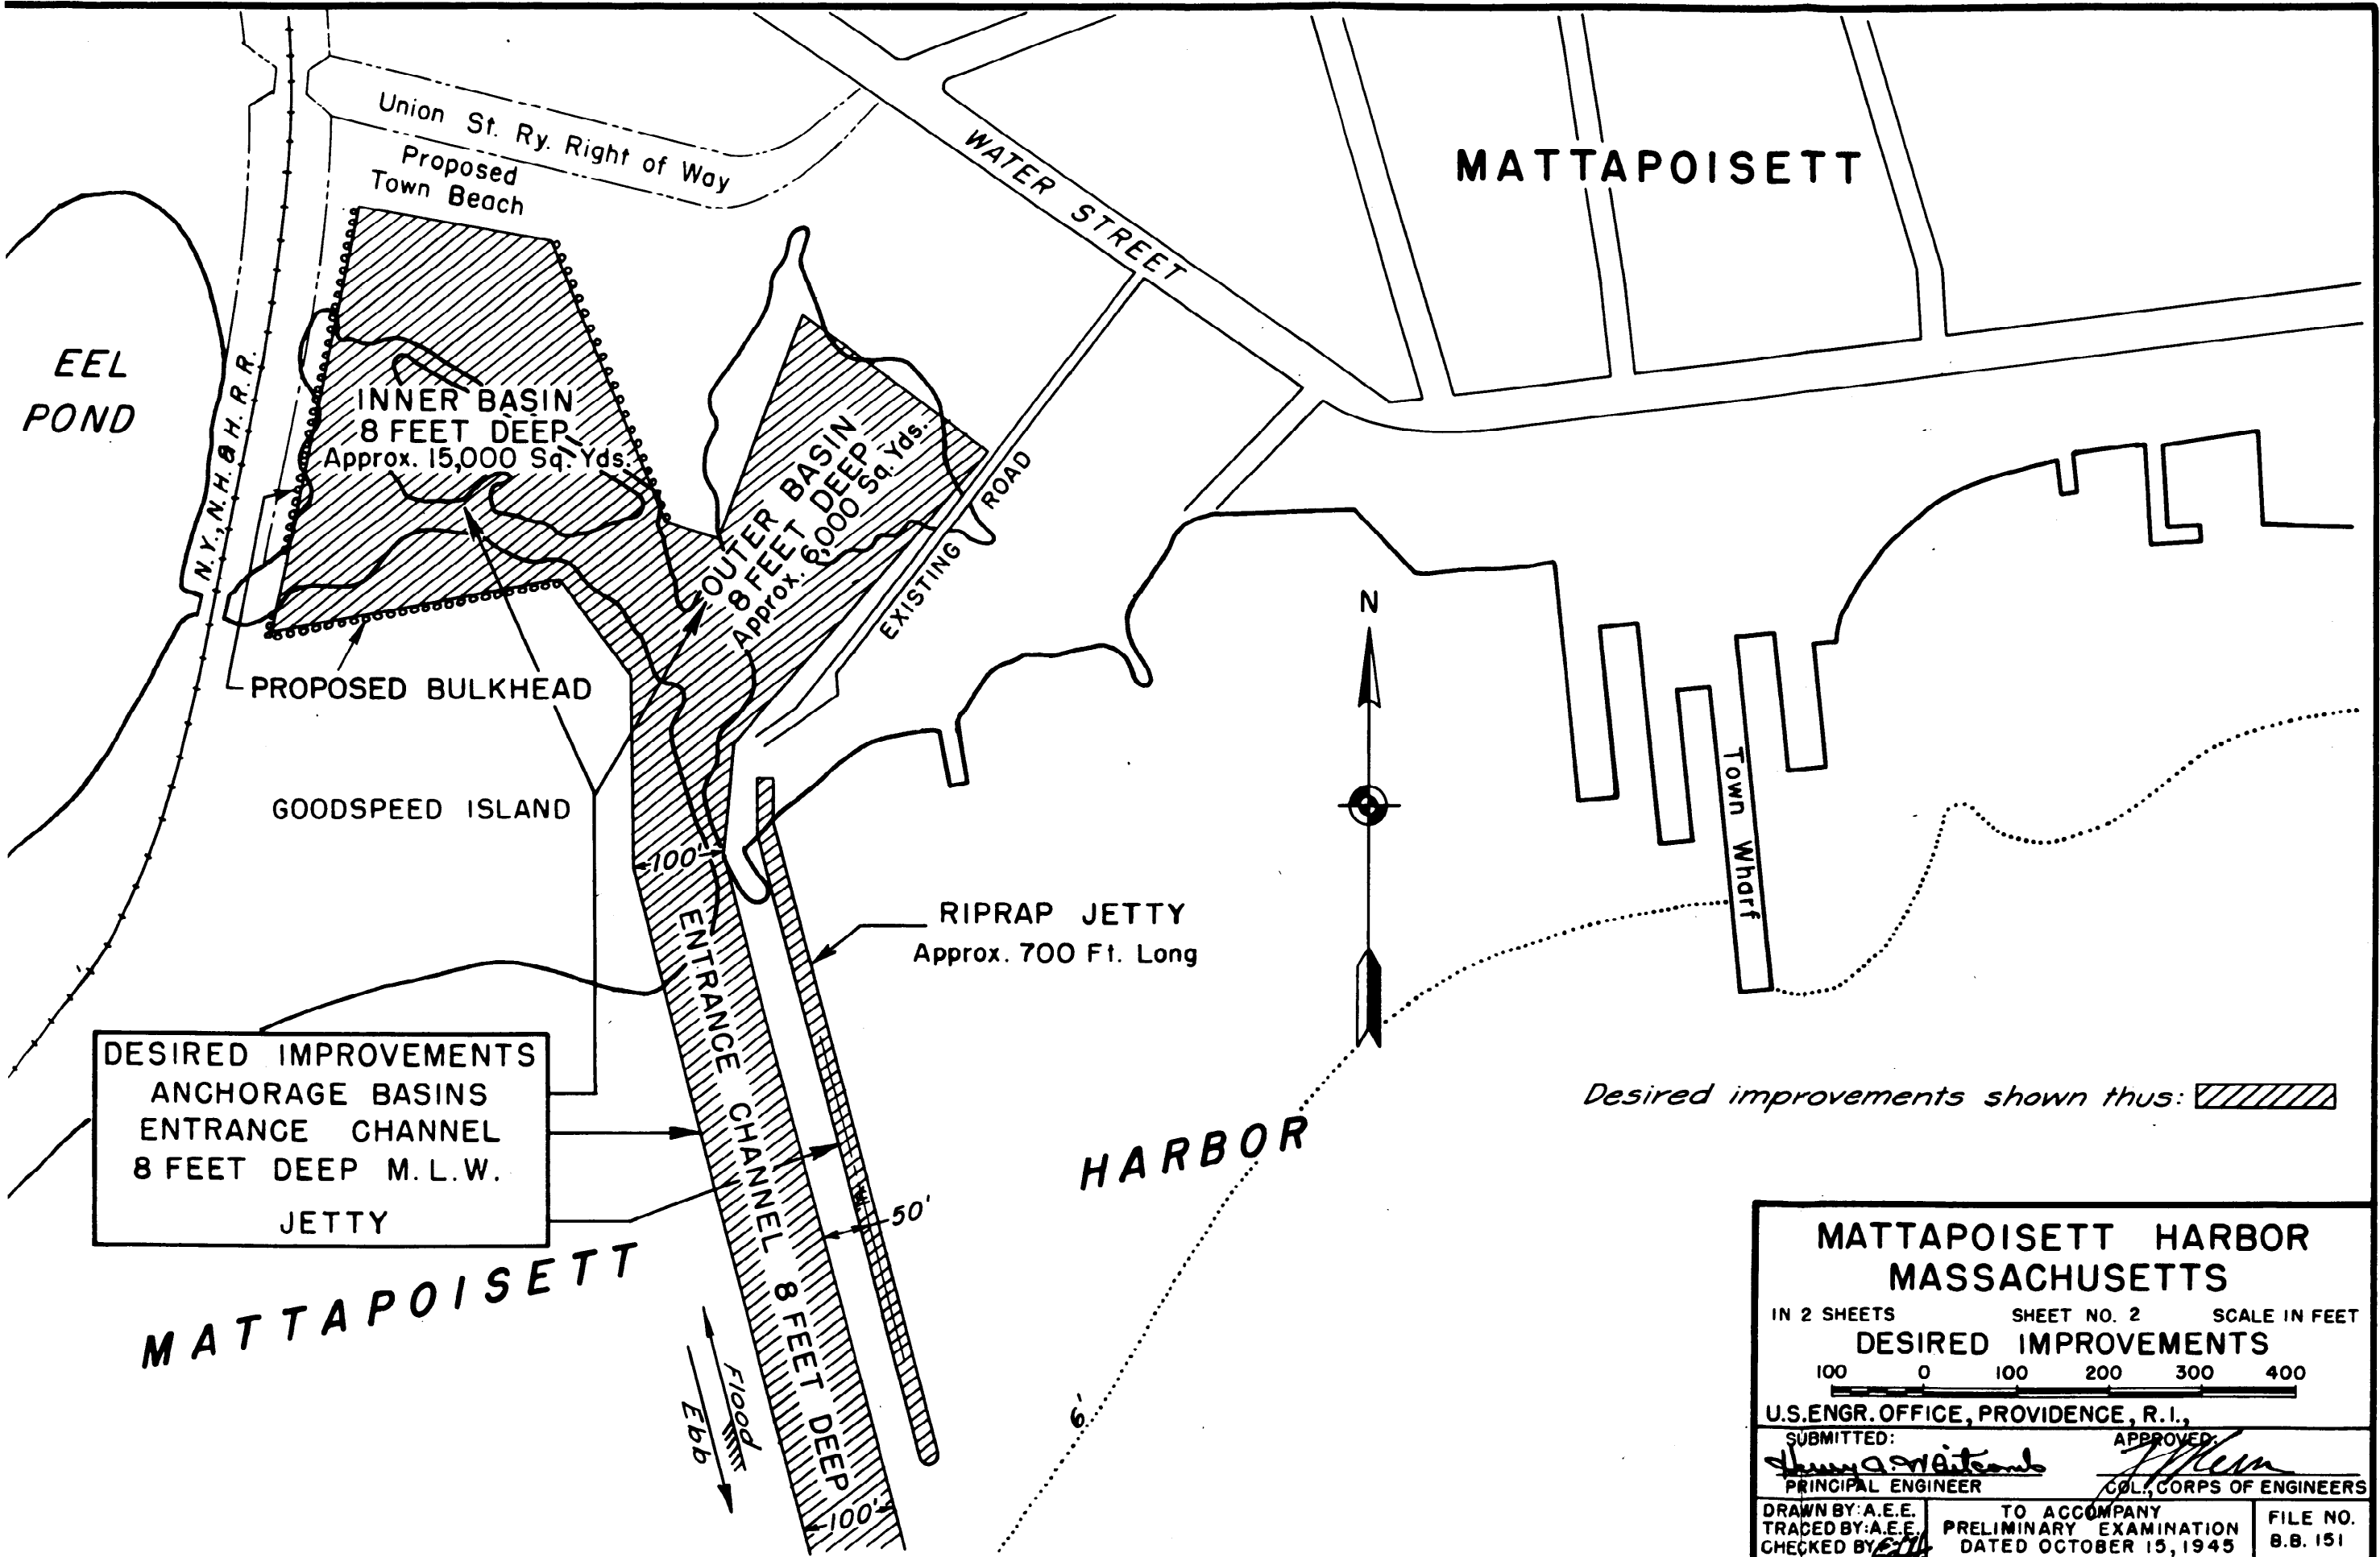 Union St. Ry. Right of Way
Proposed
Town Beach
WATER STREET
MATTAPOISETT
EEL
POND
N.Y., N.H. & H. R.R.
INNER BASIN
8 FEET DEEP
Approx. 15,000 Sq. Yds.
OUTER BASIN
8 FEET DEEP
Approx. 6,000 Sq. Yds.
EXISTING ROAD
N
PROPOSED BULKHEAD
GOODSPEED ISLAND
Town Wharf
100'
RIPRAP JETTY
Approx. 700 Ft. Long
ENTRANCE CHANNEL 8 FEET DEEP
DESIRED IMPROVEMENTS
ANCHORAGE BASINS
ENTRANCE CHANNEL
8 FEET DEEP M.L.W.
JETTY
50'
Desired improvements shown thus:
MATTAPOISETT HARBOR
Flood
Ebb
6'
100'
MATTAPOISETT HARBOR
MASSACHUSETTS
IN 2 SHEETS SHEET NO. 2 SCALE IN FEET
DESIRED IMPROVEMENTS
100 0 100 200 300 400
U.S. ENGR. OFFICE, PROVIDENCE, R.I.,
SUBMITTED: APPROVED:
Henry A. Whitcomb
PRINCIPAL ENGINEER COL., CORPS OF ENGINEERS
DRAWN BY: A.E.E.
TRACED BY: A.E.E.
CHECKED BY
TO ACCOMPANY
PRELIMINARY EXAMINATION
DATED OCTOBER 15, 1945
FILE NO.
B.B. 151